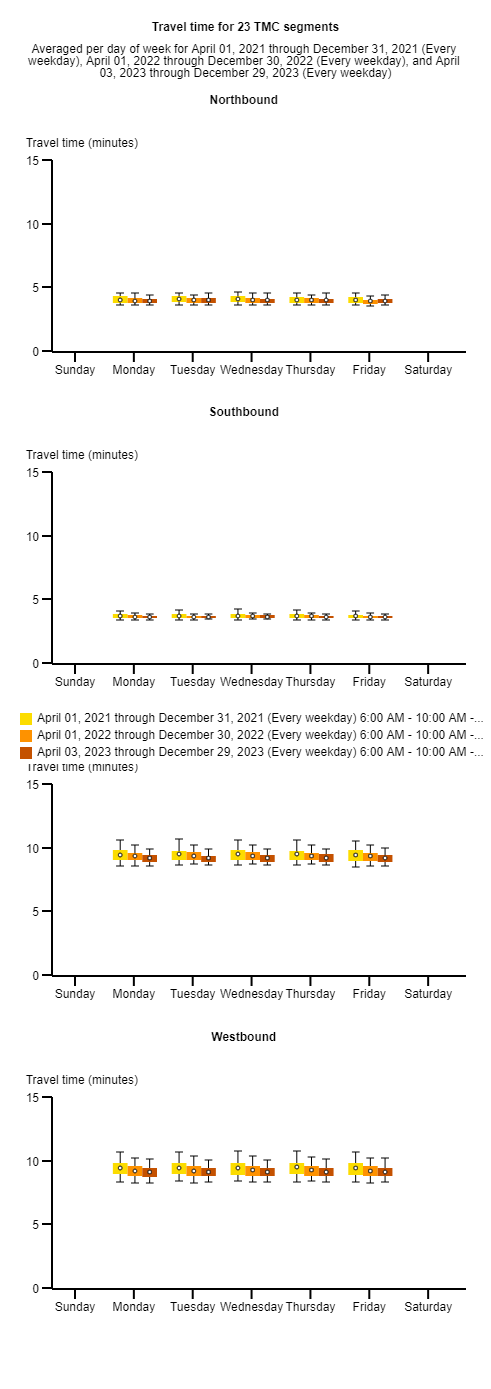 Travel time for 23 TMC segments
Averaged per day of week for April 01, 2021 through December 31, 2021 (Every
weekday), April 01, 2022 through December 30, 2022 (Every weekday), and April
03, 2023 through December 29, 2023 (Every weekday)
Northbound
Travel time (minutes)
15
10
5
0
Sunday Monday Tuesday Wednesday Thursday Friday Saturday
Southbound
Travel time (minutes)
15
10
5
0
Sunday Monday Tuesday Wednesday Thursday Friday Saturday
April 01, 2021 through December 31, 2021 (Every weekday) 6:00 AM - 10:00 AM -...
April 01, 2022 through December 30, 2022 (Every weekday) 6:00 AM - 10:00 AM -...
April 03, 2023 through December 29, 2023 (Every weekday) 6:00 AM - 10:00 AM -...
Travel time (minutes)
15
10
5
0
Sunday Monday Tuesday Wednesday Thursday Friday Saturday
Westbound
Travel time (minutes)
15
10
5
0
Sunday Monday Tuesday Wednesday Thursday Friday Saturday